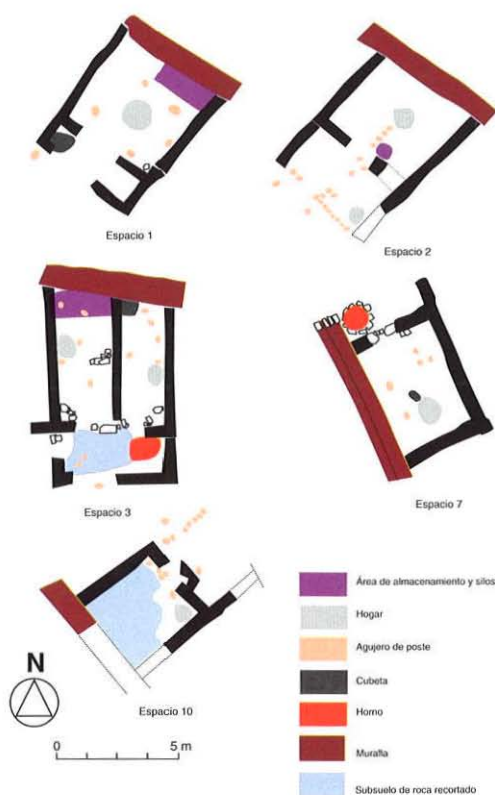 Espacio 1
Espacio 2
Espacio 3
Espacio 7
Espacio 10
N
0 5 m
Área de almacenamiento y silos
Hogar
Agujero de poste
Cubeta
Horno
Muralla
Subsuelo de roca recortado